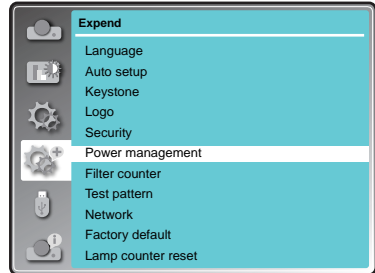 Expend
Language
Auto setup
Keystone
Logo
Security
Power management
Filter counter
Test pattern
Network
Factory default
Lamp counter reset